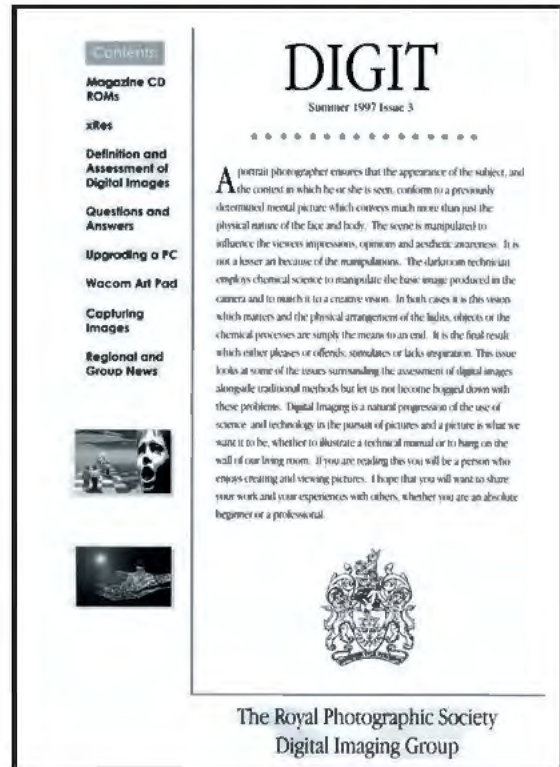 Contents
Magazine CD
ROMs
xRes
Definition and
Assessment of
Digital Images
Questions and
Answers
Upgrading a PC
Wacom Art Pad
Capturing
Images
Regional and
Group News
DIGIT
Summer 1997 Issue 3
A portrait photographer ensures that the appearance of the subject, and
the context in which he or she is seen, conform to a previously
determined mental picture which conveys much more than just the
physical nature of the face and body. The scene is manipulated to
influence the viewers impressions, opinions and aesthetic awareness. It is
not a lesser art because of the manipulations. The darkroom technician
employs chemical science to manipulate the basic image produced in the
camera and to match it to a creative vision. In both cases it is this vision
which matters and the physical arrangement of the lights, objects or the
chemical processes are simply the means to an end. It is the final result
which either pleases or offends, stimulates or lacks inspiration. This issue
looks at some of the issues surrounding the assessment of digital images
alongside traditional methods but let us not become bogged down with
these problems. Digital Imaging is a natural progression of the use of
science and technology in the pursuit of pictures and a picture is what we
want it to be, whether to illustrate a technical manual or to hang on the
wall of our living room. If you are reading this you will be a person who
enjoys creating and viewing pictures. I hope that you will want to share
your work and your experiences with others, whether you are an absolute
beginner or a professional.
The Royal Photographic Society
Digital Imaging Group